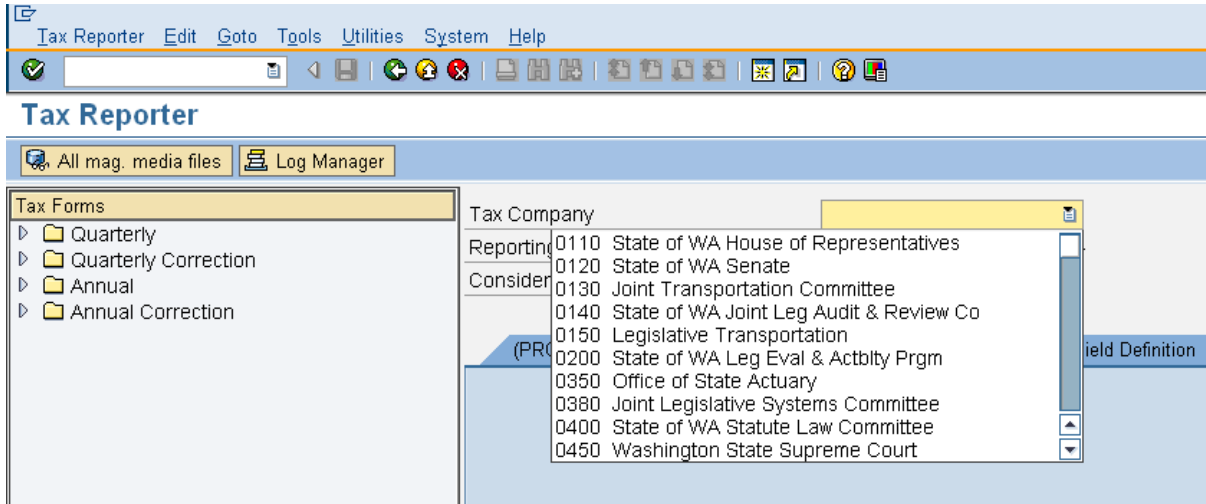 Tax Reporter Edit Goto Tools Utilities System Help
Tax Reporter
All mag. media files Log Manager
Tax Forms
Quarterly
Quarterly Correction
Annual
Annual Correction
Tax Company
Reporting
Consider
0110 State of WA House of Representatives
0120 State of WA Senate
0130 Joint Transportation Committee
0140 State of WA Joint Leg Audit & Review Co
0150 Legislative Transportation
0200 State of WA Leg Eval & Actblty Prgm
0350 Office of State Actuary
0380 Joint Legislative Systems Committee
0400 State of WA Statute Law Committee
0450 Washington State Supreme Court
(PRO
ield Definition